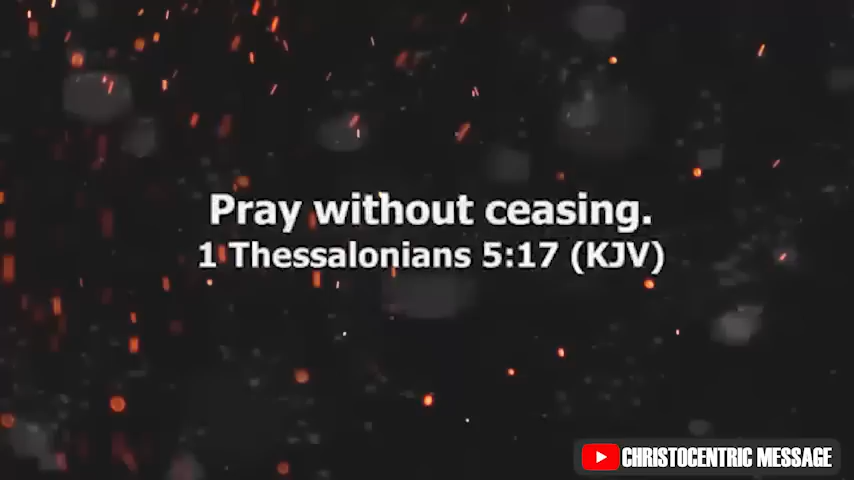 Pray without ceasing.
1 Thessalonians 5:17 (KJV)
CHRISTOCENTRIC MESSAGE